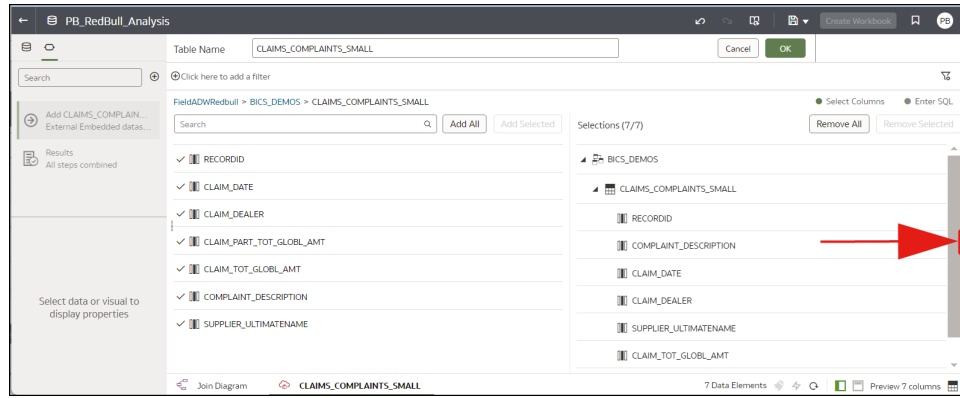 PB_RedBull_Analysis
Create Workbook
PB
Table Name
CLAIMS_COMPLAINTS_SMALL
Cancel
OK
Search
Click here to add a filter
Add CLAIMS_COMPLAIN...
External Embedded datas...
Results
All steps combined
Select data or visual to
display properties
FieldADWRedbull > BICS_DEMOS > CLAIMS_COMPLAINTS_SMALL
Select Columns
Enter SQL
Search
Add All
Add Selected
Selections (7/7)
Remove All
Remove Selected
RECORDID
CLAIM_DATE
CLAIM_DEALER
CLAIM_PART_TOT_GLOBL_AMT
CLAIM_TOT_GLOBL_AMT
COMPLAINT_DESCRIPTION
SUPPLIER_ULTIMATENAME
BICS_DEMOS
CLAIMS_COMPLAINTS_SMALL
RECORDID
COMPLAINT_DESCRIPTION
CLAIM_DATE
CLAIM_DEALER
SUPPLIER_ULTIMATENAME
CLAIM_TOT_GLOBL_AMT
Join Diagram
CLAIMS_COMPLAINTS_SMALL
7 Data Elements
Preview 7 columns